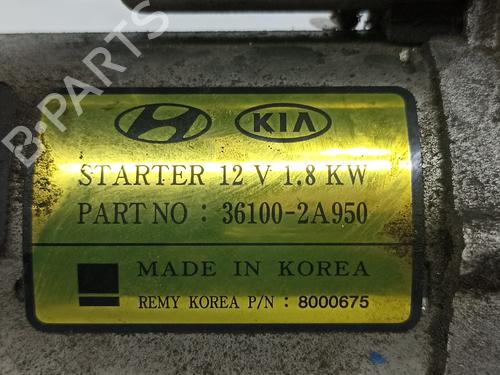 B-PARTS
KIA
STARTER 12 V 1.8 KW
PART NO : 36100-2A950
MADE IN KOREA
REMY KOREA P/N : 8000675